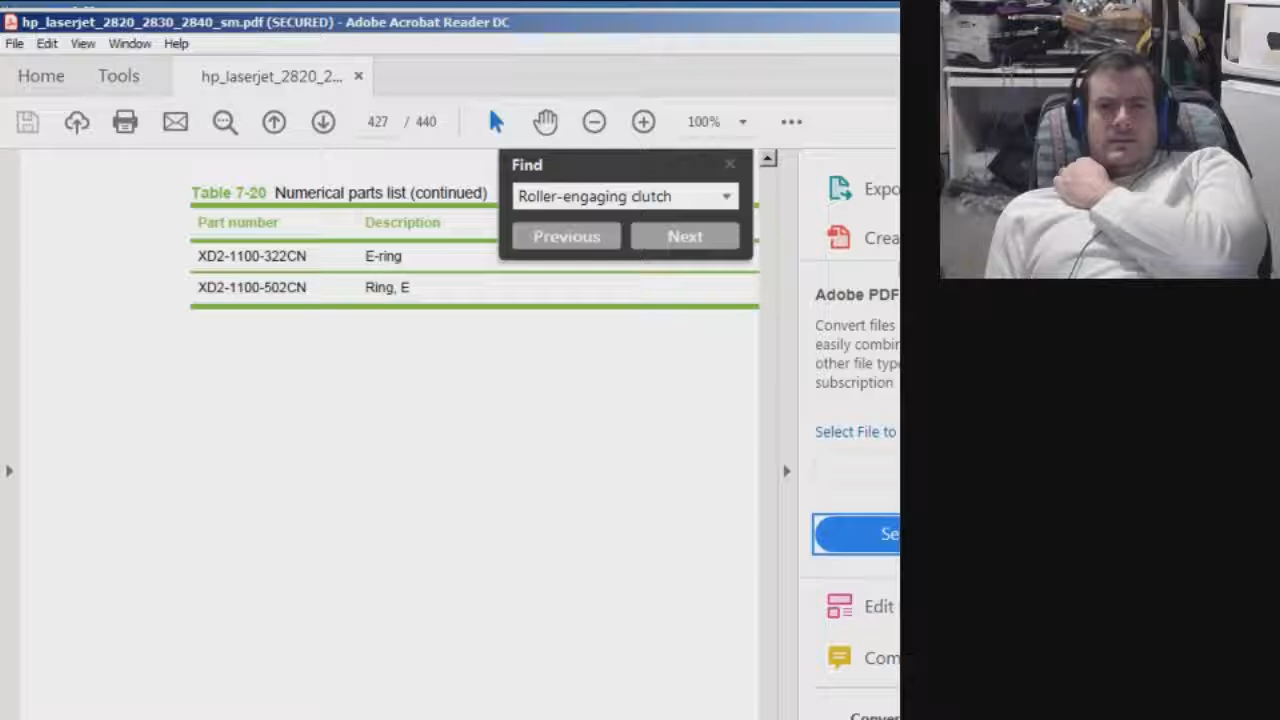 hp_laserjet_2820_2830_2840_sm.pdf (SECURED) - Adobe Acrobat Reader DC
File Edit View Window Help
Home Tools hp_laserjet_2820_2... ×
427 / 440 100%
Find
Roller-engaging clutch
Previous Next
Table 7-20 Numerical parts list (continued)
Part number Description
XD2-1100-322CN E-ring
XD2-1100-502CN Ring, E
Expo
Crea
Adobe PDF
Convert files
easily combin
other file type
subscription
Select File to
Se
Edit
Com
Conver